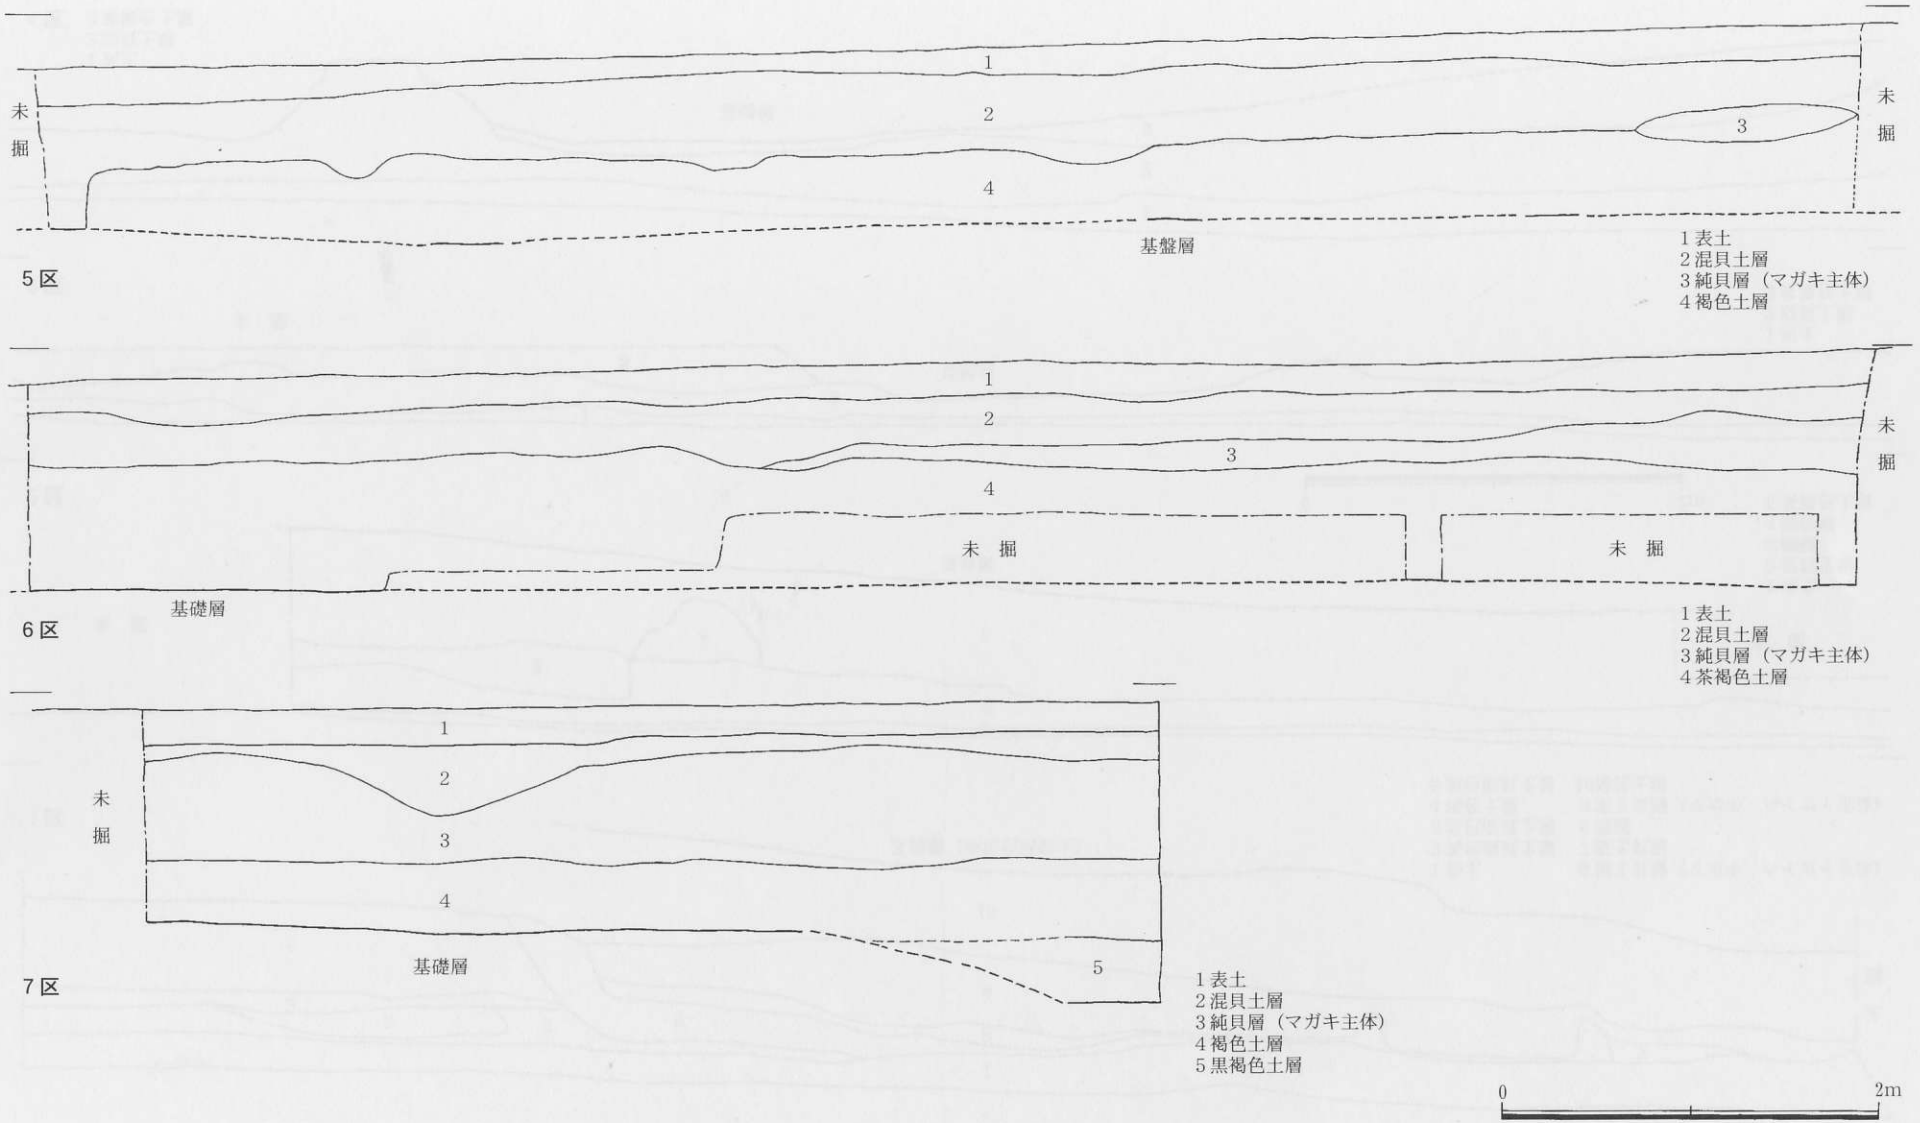 1
2
3
4
未掘
未掘
基盤層
5区
1表土
2混貝土層
3純貝層（マガキ主体）
4褐色土層
1
2
3
4
未掘
未掘
未掘
基礎層
6区
1表土
2混貝土層
3純貝層（マガキ主体）
4茶褐色土層
1
2
3
4
5
未掘
基礎層
7区
1表土
2混貝土層
3純貝層（マガキ主体）
4褐色土層
5黒褐色土層
0 2m